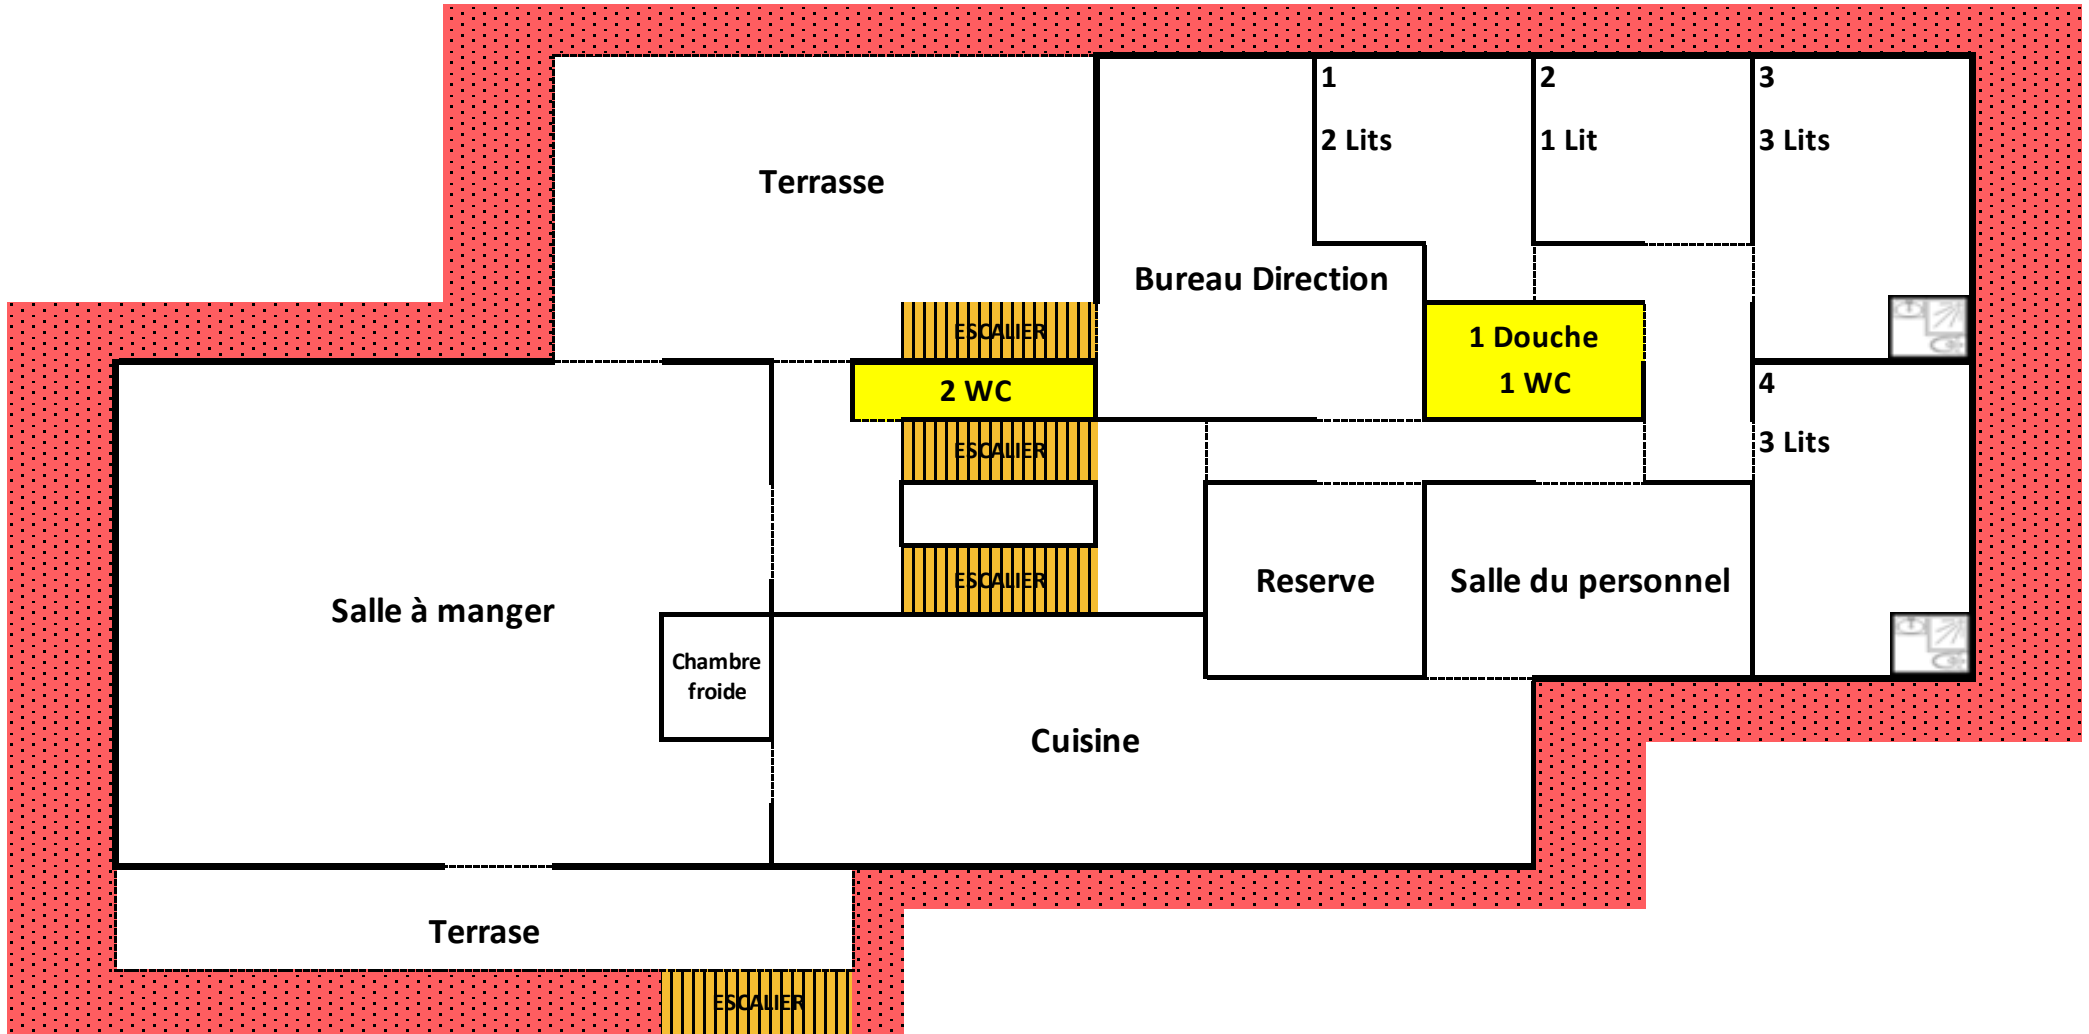 1
2
3
2 Lits
1 Lit
3 Lits
Terrasse
Bureau Direction
ESCALIER
1 Douche
1 WC
2 WC
4
3 Lits
ESCALIER
ESCALIER
Reserve
Salle du personnel
Salle à manger
Chambre
froide
Cuisine
Terrase
ESCALIER